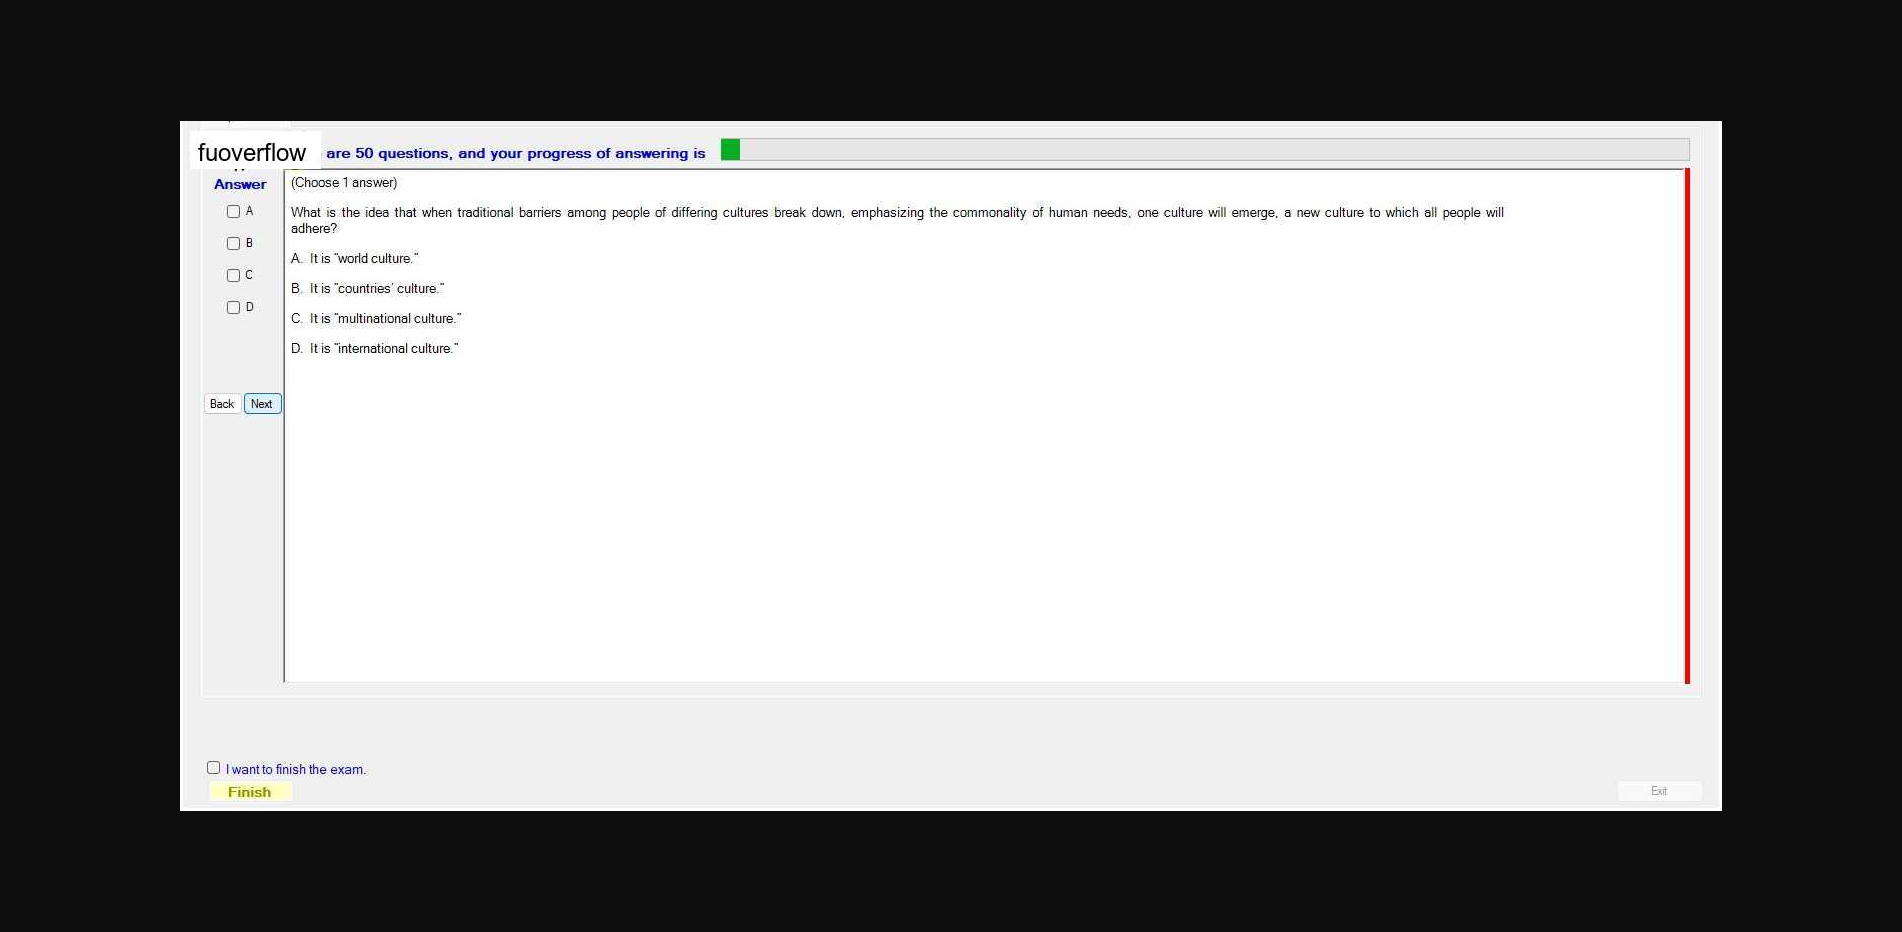 fuoverflow are 50 questions, and your progress of answering is
Answer
(Choose 1 answer)
A
What is the idea that when traditional barriers among people of differing cultures break down, emphasizing the commonality of human needs, one culture will emerge, a new culture to which all people will
adhere?
B
A. It is "world culture."
C
B. It is "countries' culture."
D
C. It is "multinational culture."
D. It is "international culture."
Back Next
I want to finish the exam.
Finish
Exit